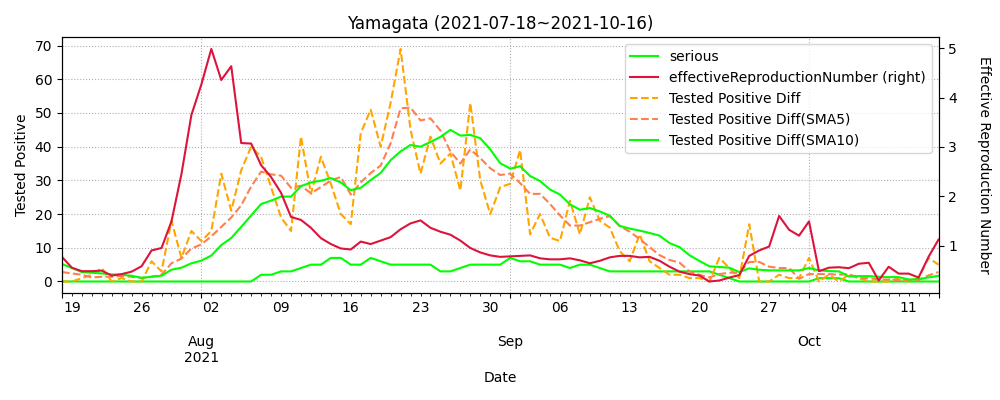 Yamagata (2021-07-18~2021-10-16)
70
60
50
40
30
20
10
0
Tested Positive
5
4
3
2
1
Effective Reproduction Number
serious
effectiveReproductionNumber (right)
Tested Positive Diff
Tested Positive Diff(SMA5)
Tested Positive Diff(SMA10)
19 26 02 09 16 23 30 06 13 20 27 04 11
Aug Sep Oct
2021
Date